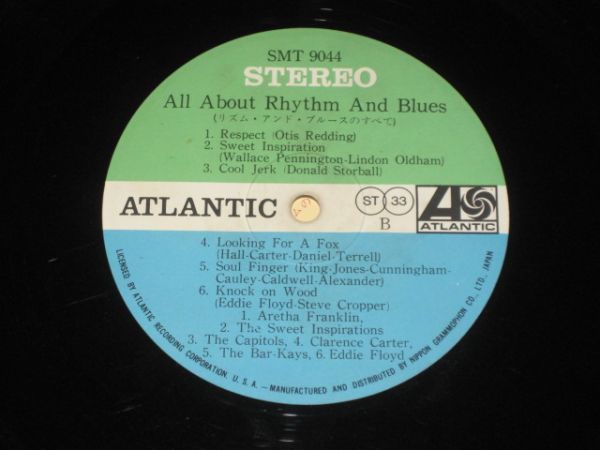 SMT 9044
STEREO
All About Rhythm And Blues
(リズム・アンド・ブルースのすべて)
1. Respect (Otis Redding)
2. Sweet Inspiration
(Wallace Pennington-Lindon Oldham)
3. Cool Jerk (Donald Storball)
ATLANTIC
ST 33
B
ATLANTIC
4. Looking For A Fox
(Hall-Carter-Daniel-Terrell)
5. Soul Finger (King-Jones-Cunningham-
Cauley-Caldwell-Alexander)
6. Knock on Wood
(Eddie Floyd-Steve Cropper)
1. Aretha Franklin,
2. The Sweet Inspirations
3. The Capitols, 4. Clarence Carter,
5. The Bar-Kays, 6. Eddie Floyd
LICENSED BY ATLANTIC RECORDING CORPORATION, U.S.A. —MANUFACTURED AND DISTRIBUTED BY NIPPON GRAMMOPHON CO., LTD., JAPAN